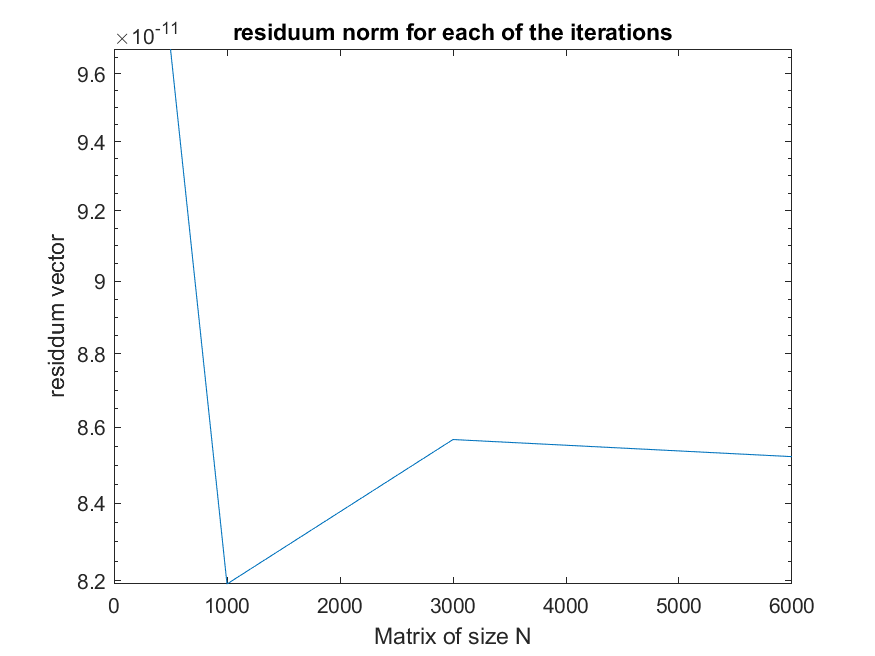 residuum norm for each of the iterations
×10-11
9.6
9.4
9.2
9
8.8
8.6
8.4
8.2
residdum vector
0 1000 2000 3000 4000 5000 6000
Matrix of size N